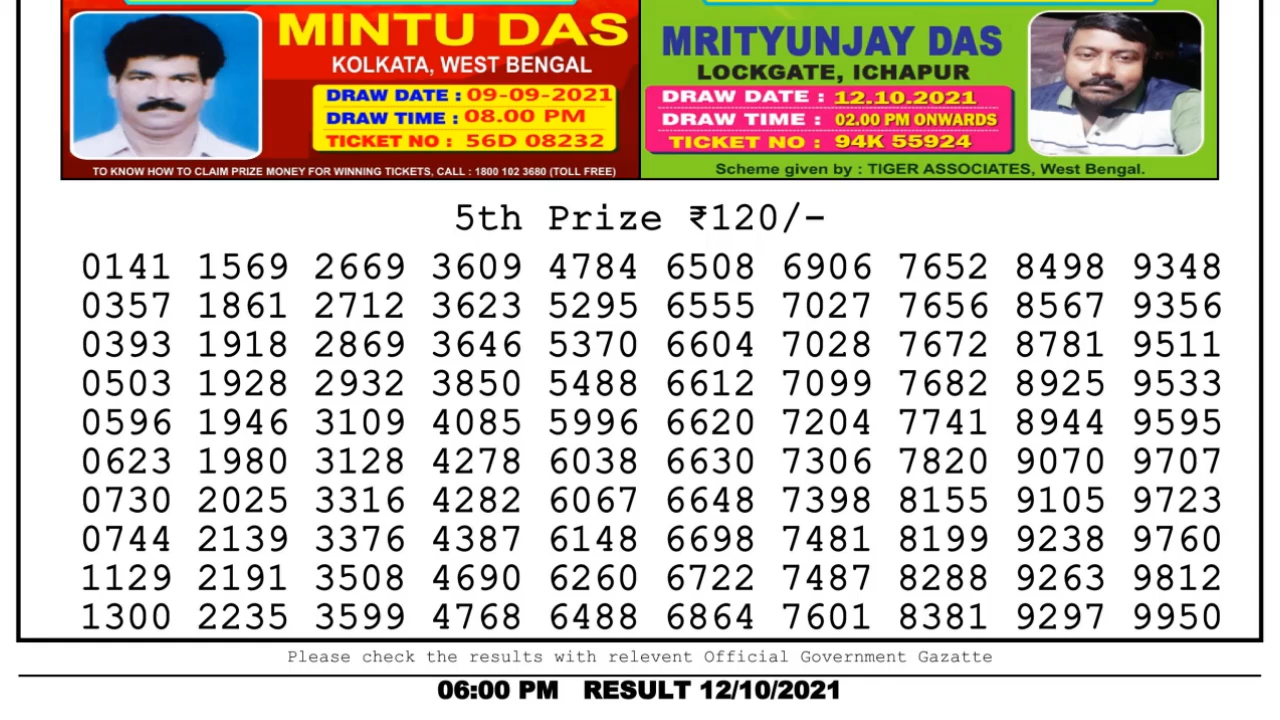 MINTU DAS
KOLKATA, WEST BENGAL
DRAW DATE : 09-09-2021
DRAW TIME : 08.00 PM
TICKET NO : 56D 08232
TO KNOW HOW TO CLAIM PRIZE MONEY FOR WINNING TICKETS, CALL : 1800 102 3680 (TOLL FREE)
MRITYUNJAY DAS
LOCKGATE, ICHAPUR
DRAW DATE : 12.10.2021
DRAW TIME : 02.00 PM ONWARDS
TICKET NO : 94K 55924
Scheme given by : TIGER ASSOCIATES, West Bengal.
5th Prize ₹120/-
0141 1569 2669 3609 4784 6508 6906 7652 8498 9348
0357 1861 2712 3623 5295 6555 7027 7656 8567 9356
0393 1918 2869 3646 5370 6604 7028 7672 8781 9511
0503 1928 2932 3850 5488 6612 7099 7682 8925 9533
0596 1946 3109 4085 5996 6620 7204 7741 8944 9595
0623 1980 3128 4278 6038 6630 7306 7820 9070 9707
0730 2025 3316 4282 6067 6648 7398 8155 9105 9723
0744 2139 3376 4387 6148 6698 7481 8199 9238 9760
1129 2191 3508 4690 6260 6722 7487 8288 9263 9812
1300 2235 3599 4768 6488 6864 7601 8381 9297 9950
Please check the results with relevent Official Government Gazatte
06:00 PM RESULT 12/10/2021